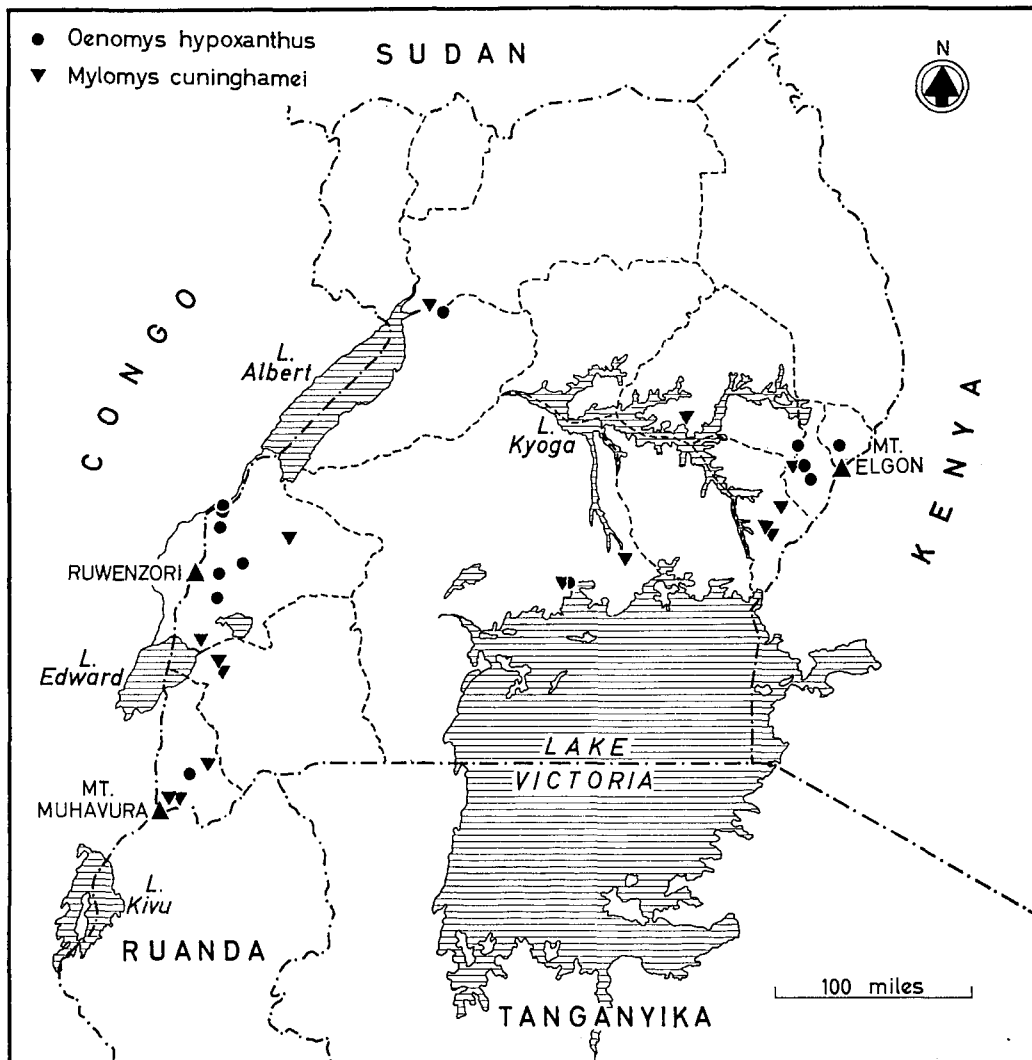 Oenomys hypoxanthus
Mylomys cuninghamei
SUDAN
N
CONGO
L.
Albert
L.
Kyoga
MT.
ELGON
KENYA
RUWENZORI
L.
Edward
LAKE
VICTORIA
MT.
MUHAVURA
L.
Kivu
RUANDA
100 miles
TANGANYIKA